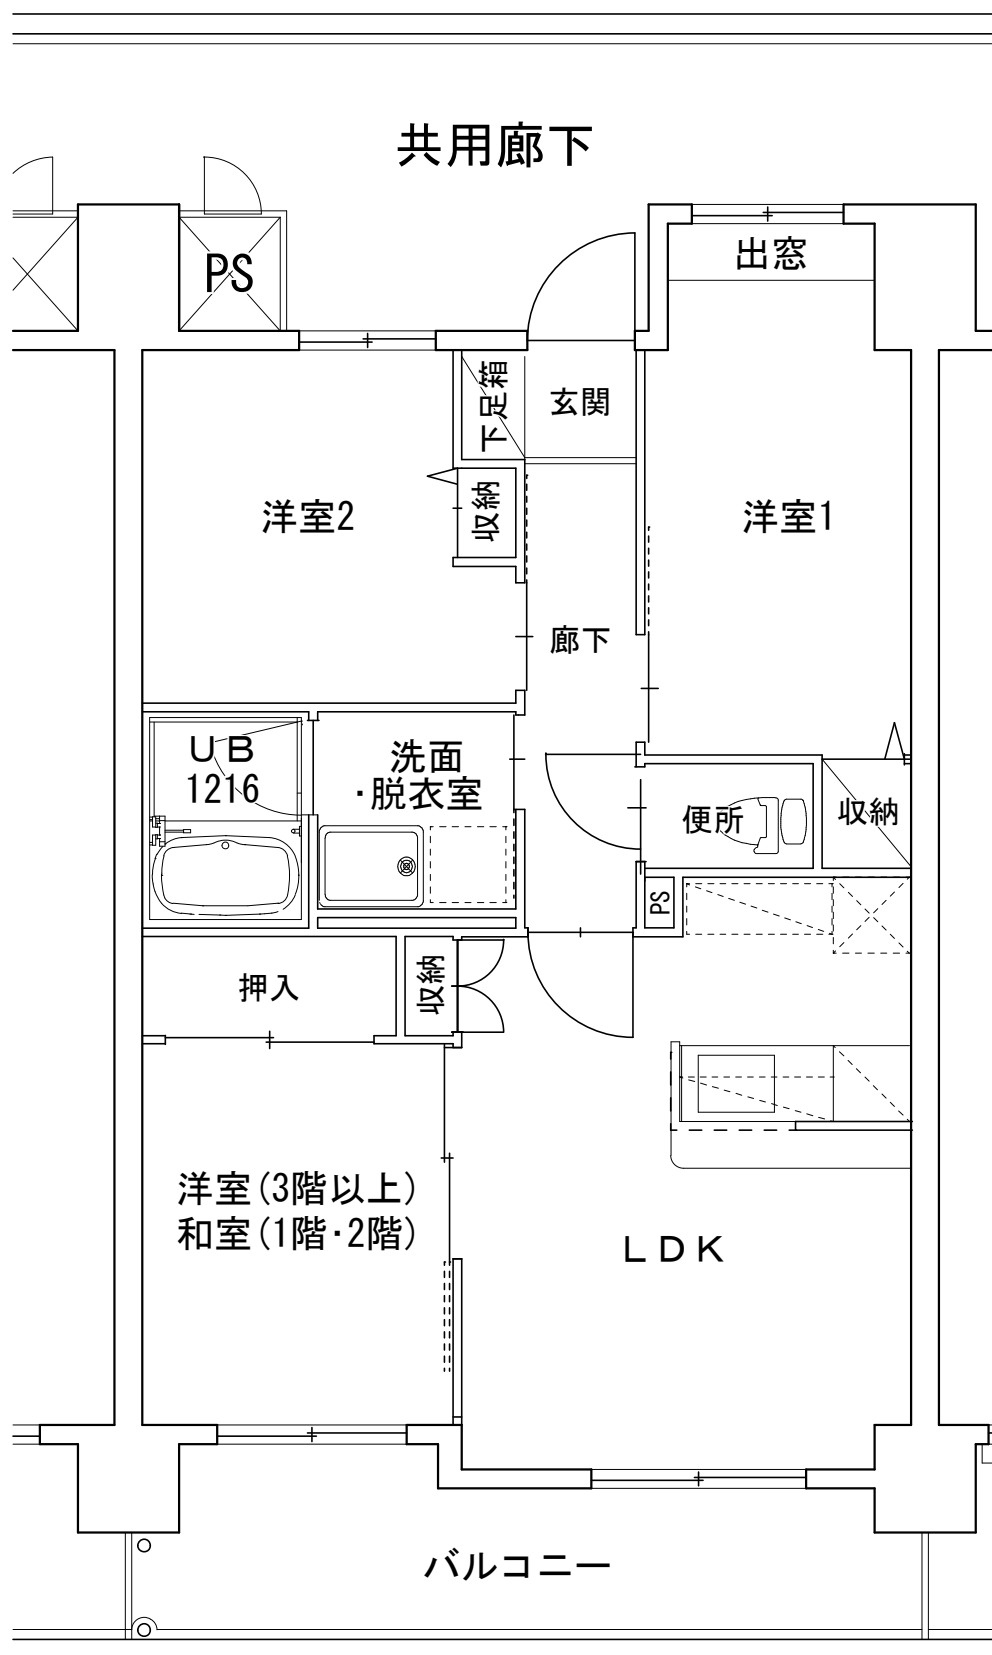 共用廊下
PS
出窓
下足箱
玄関
洋室2
収納
洋室1
廊下
UB
1216
洗面
・脱衣室
便所
収納
PS
押入
収納
洋室(3階以上)
和室(1階・2階)
LDK
バルコニー